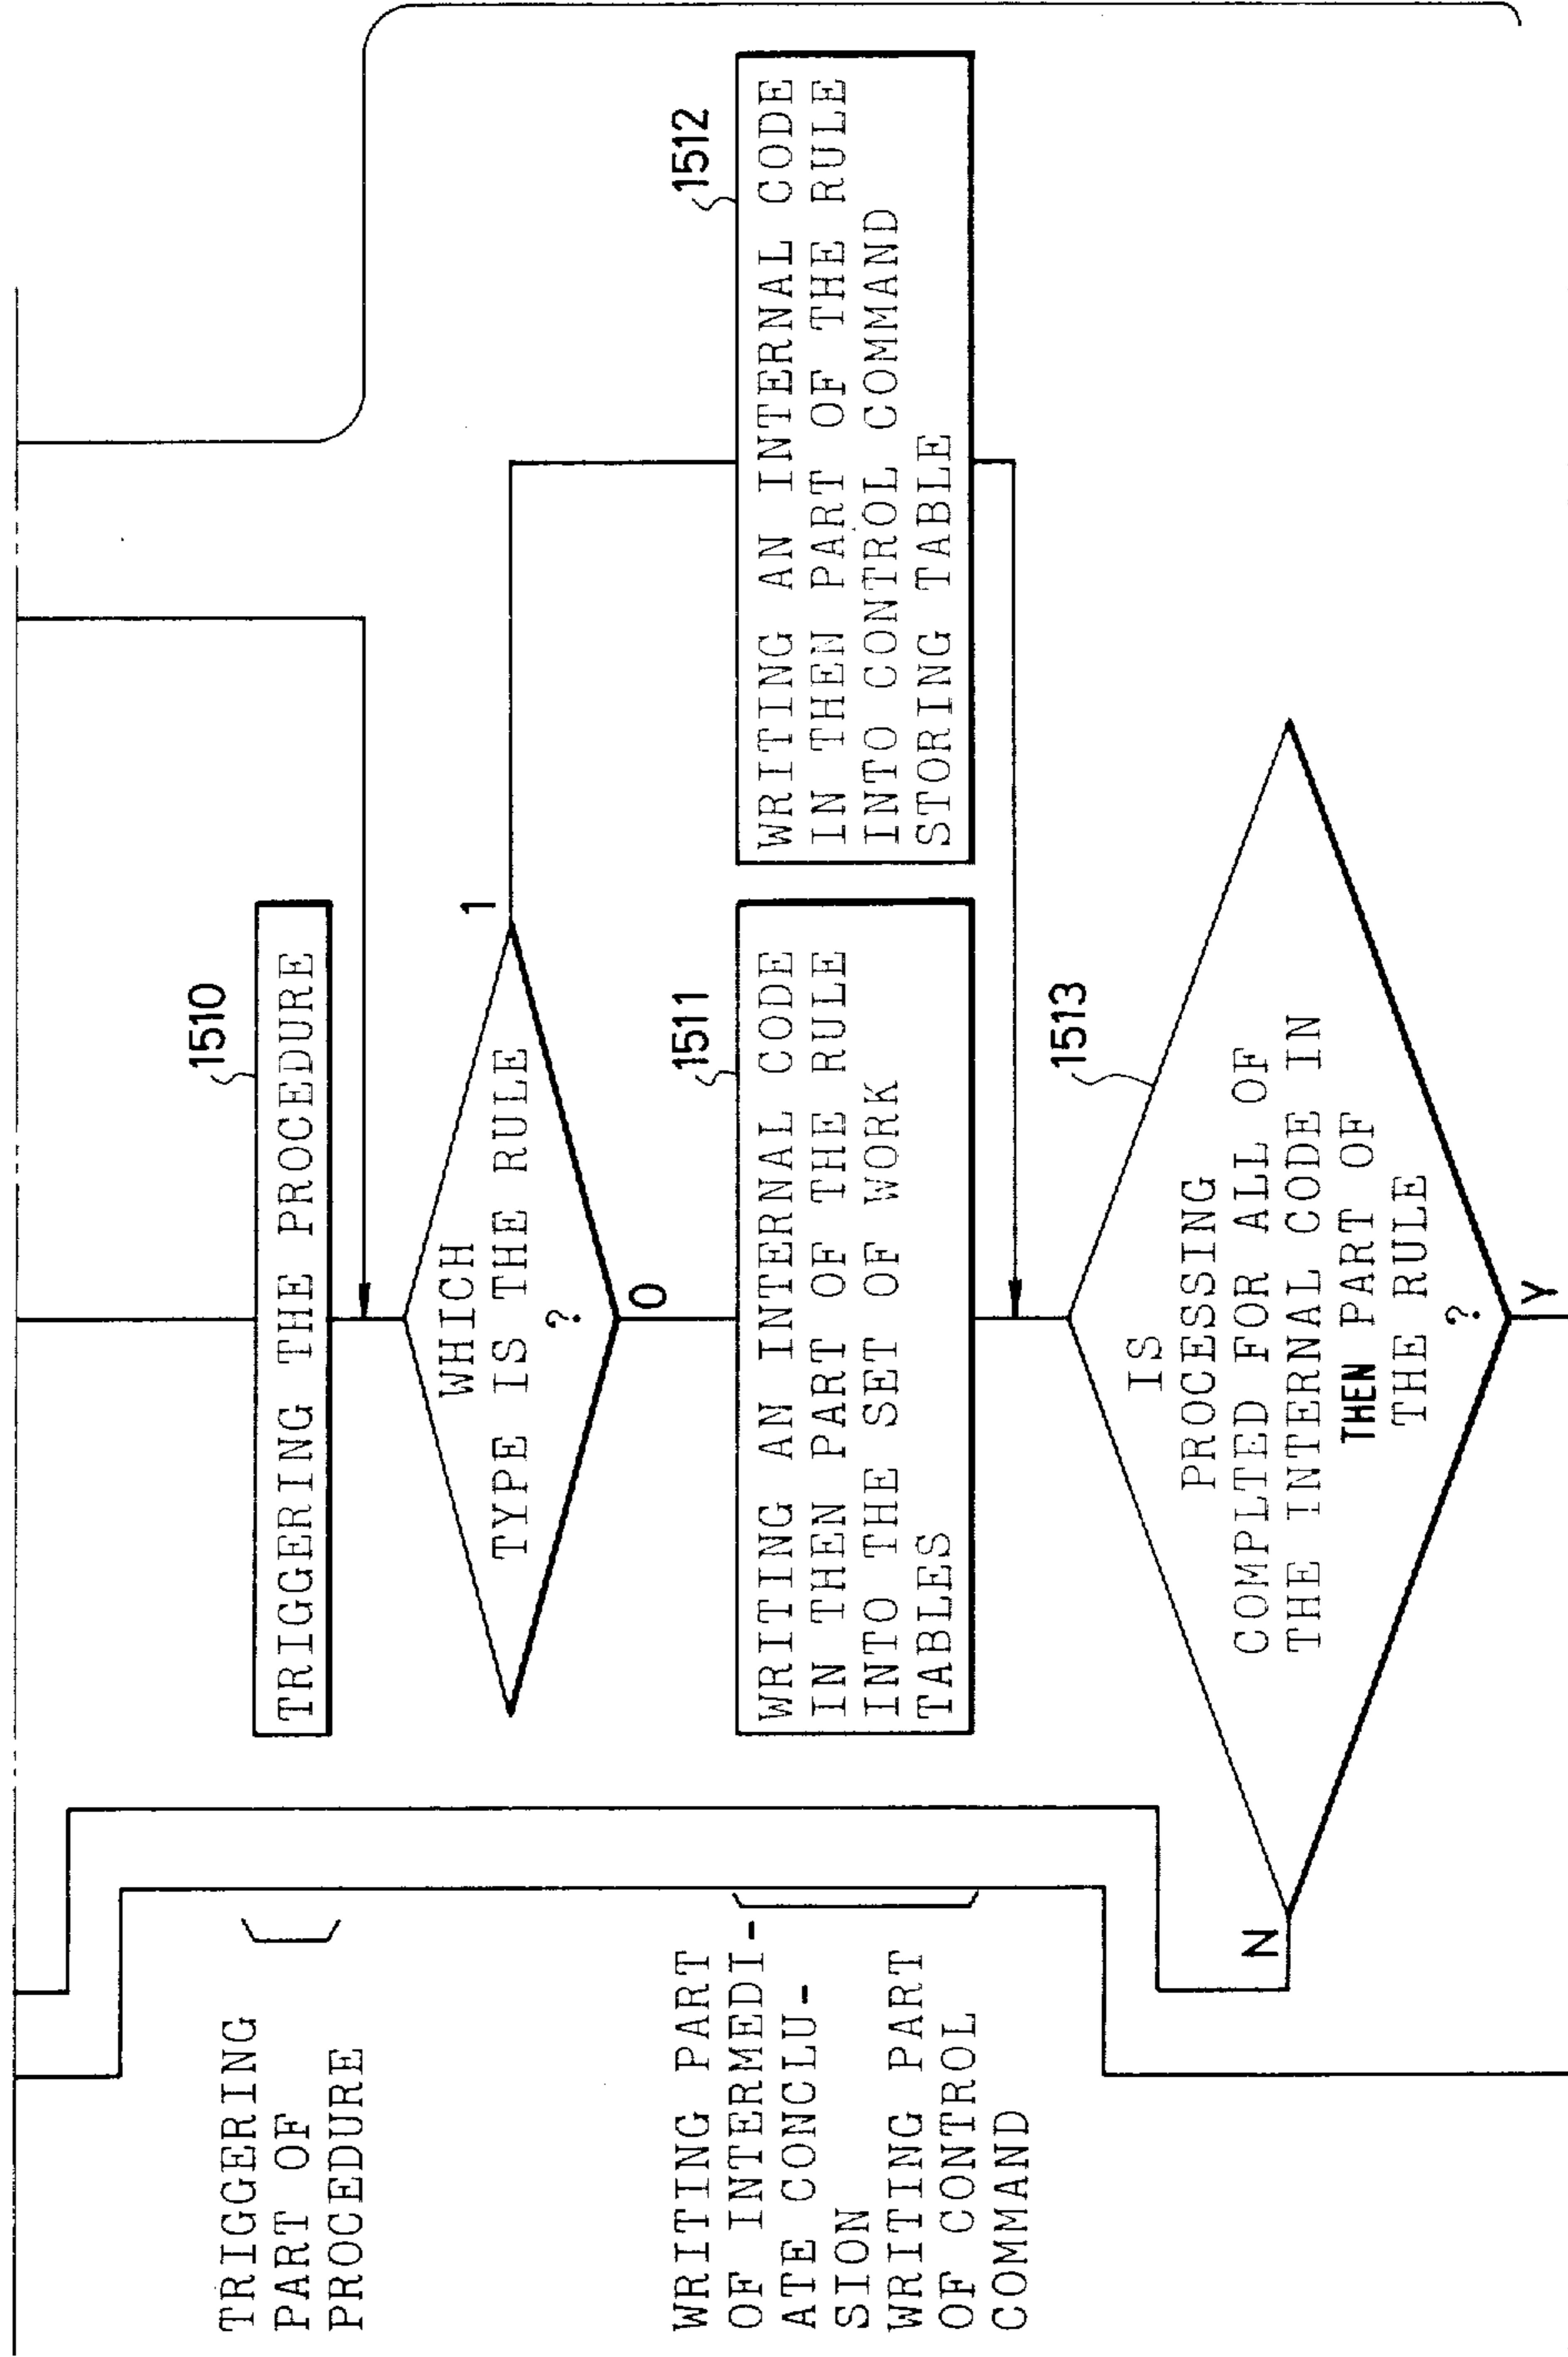 TRIGGERING
PART OF
PROCEDURE
1510
TRIGGERING THE PROCEDURE
WHICH
TYPE IS THE RULE
?
1
0
WRITING PART
OF INTERMEDI-
ATE CONCLU-
SION
WRITING PART
OF CONTROL
COMMAND
1511
WRITING AN INTERNAL CODE
IN THEN PART OF THE RULE
INTO THE SET OF WORK
TABLES
1512
WRITING AN INTERNAL CODE
IN THEN PART OF THE RULE
INTO CONTROL COMMAND
STORING TABLE
1513
IS
PROCESSING
COMPLTED FOR ALL OF
THE INTERNAL CODE IN
THEN PART OF
THE RULE
?
N
Y